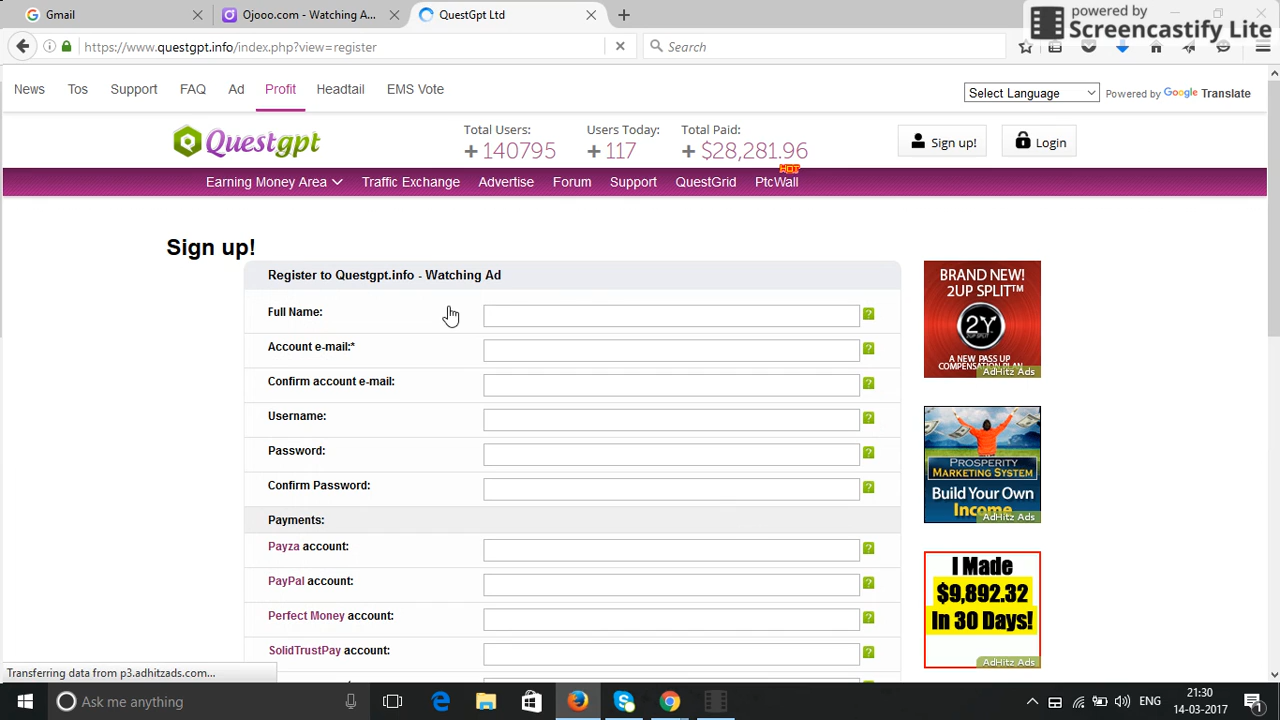 Gmail
Ojooo.com - Watching A...
QuestGpt Ltd
powered by
Screencastify Lite
https://www.questgpt.info/index.php?view=register
Search
News Tos Support FAQ Ad Profit Headtail EMS Vote
Select Language
Powered by Google Translate
Questgpt
Total Users:
+ 140795
Users Today:
+ 117
Total Paid:
+ $28,281.96
Sign up!
Login
HOT
Earning Money Area Traffic Exchange Advertise Forum Support QuestGrid PtcWall
Sign up!
Register to Questgpt.info - Watching Ad
Full Name: ?
Account e-mail:* ?
Confirm account e-mail: ?
Username: ?
Password: ?
Confirm Password: ?
Payments:
Payza account: ?
PayPal account: ?
Perfect Money account: ?
SolidTrustPay account: ?
BRAND NEW!
2UP SPLIT™
2Y
A NEW PASS UP
COMPENSATION PLAN
AdHitz Ads
PROSPERITY
MARKETING SYSTEM
Build Your Own
Income
AdHitz Ads
I Made
$9,892.32
In 30 Days!
AdHitz Ads
Transferring data from p3.adhitzads.com...
Ask me anything
ENG
21:30
14-03-2017